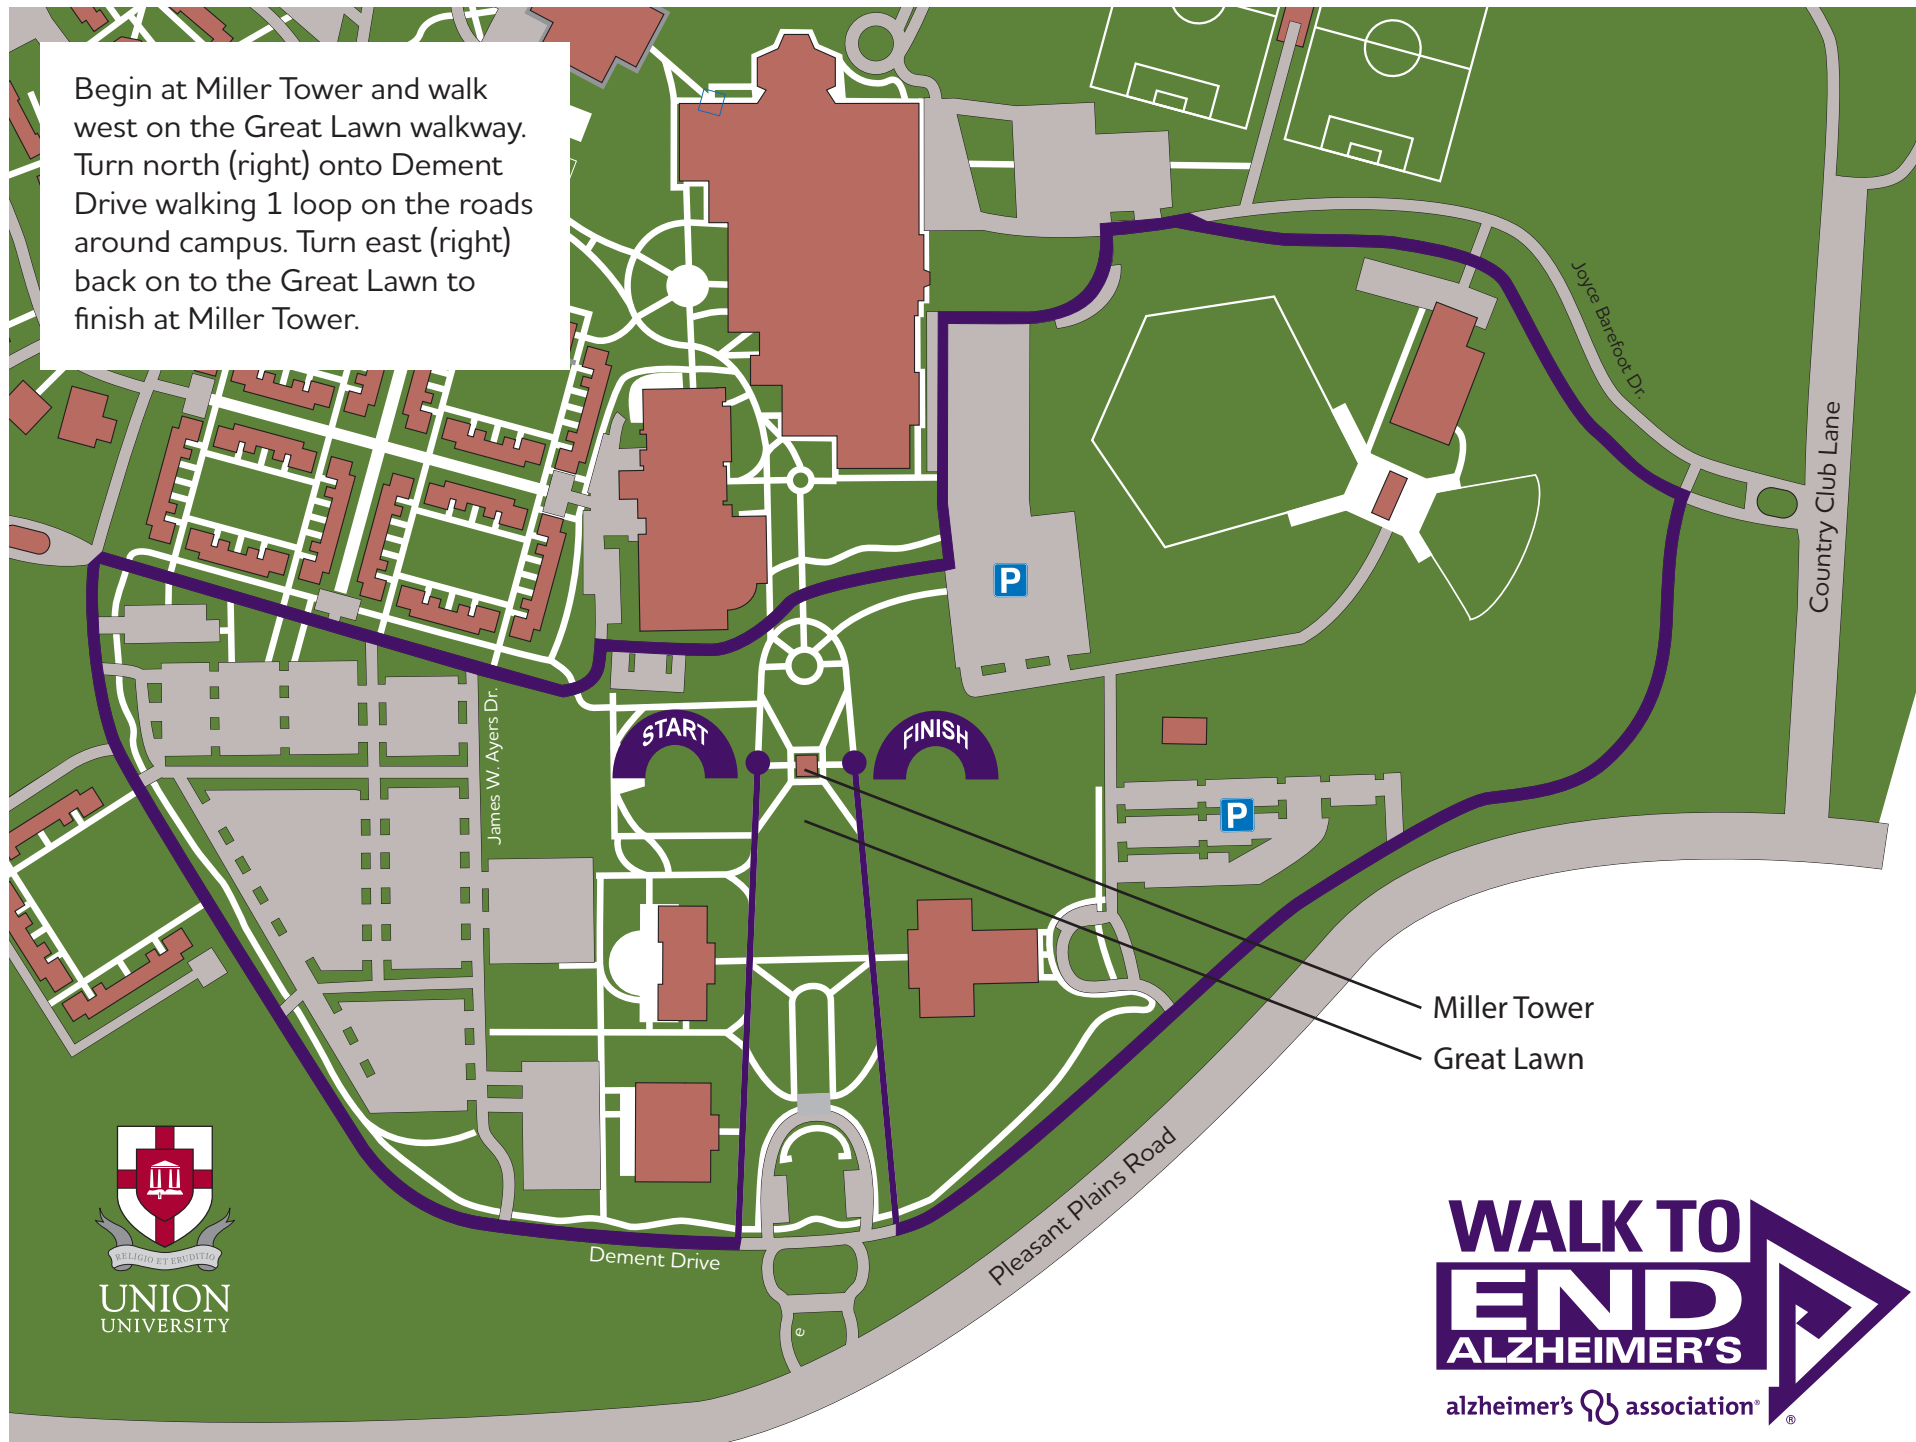 Begin at Miller Tower and walk
west on the Great Lawn walkway.
Turn north (right) onto Dement
Drive walking 1 loop on the roads
around campus. Turn east (right)
back on to the Great Lawn to
finish at Miller Tower.
Joyce Barefoot Dr.
Country Club Lane
P
James W. Ayers Dr.
START
FINISH
P
Miller Tower
Great Lawn
Pleasant Plains Road
Dement Drive
e
RELIGIO ET ERUDITIO
UNION
UNIVERSITY
WALK TO
END
ALZHEIMER'S
alzheimer's association®
®